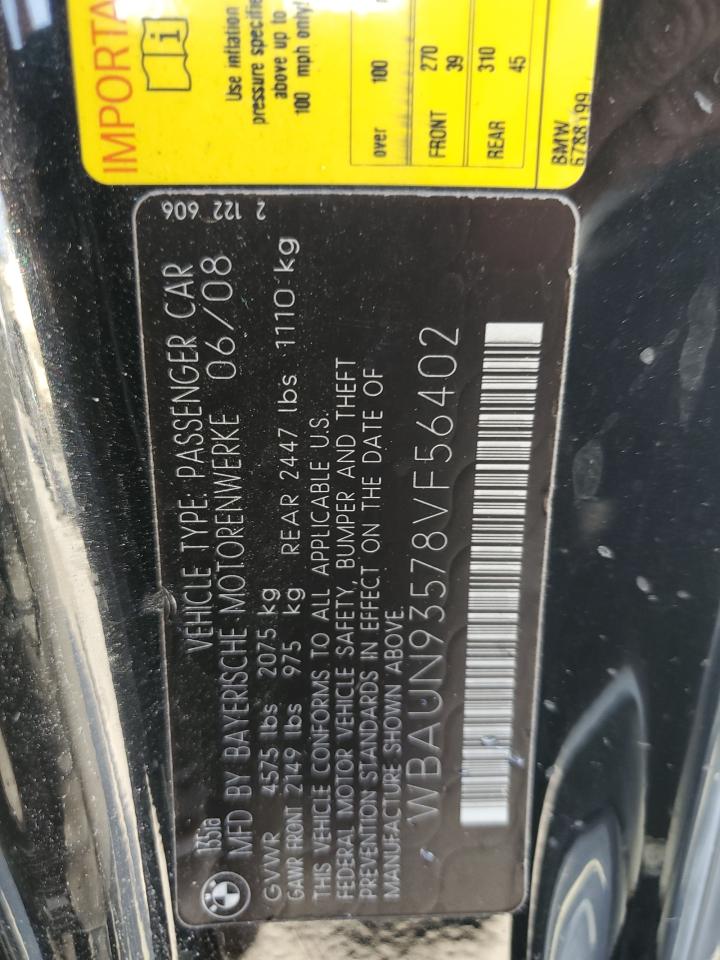 IMPORTA
i
Use inflation
pressure specifie
above up to
100 mph only!
over 100
FRONT 270
39
REAR 310
45
BMW
6788199
2 122 606
135ia VEHICLE TYPE: PASSENGER CAR
MFD BY BAYERISCHE MOTORENWERKE 06/08
GVWR 4575 lbs 2075 kg
GAWR FRONT 2149 lbs 975 kg REAR 2447 lbs 1110 kg
THIS VEHICLE CONFORMS TO ALL APPLICABLE U.S.
FEDERAL MOTOR VEHICLE SAFETY, BUMPER AND THEFT
PREVENTION STANDARDS IN EFFECT ON THE DATE OF
MANUFACTURE SHOWN ABOVE.
WBAUN93578VF56402